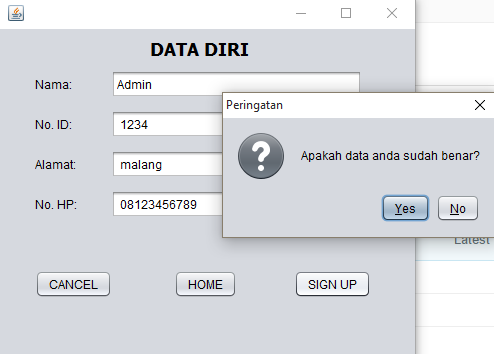 DATA DIRI
Nama: Admin
No. ID: 1234
Alamat: malang
No. HP: 08123456789
CANCEL HOME SIGN UP
Peringatan
Apakah data anda sudah benar?
Yes No
Latest